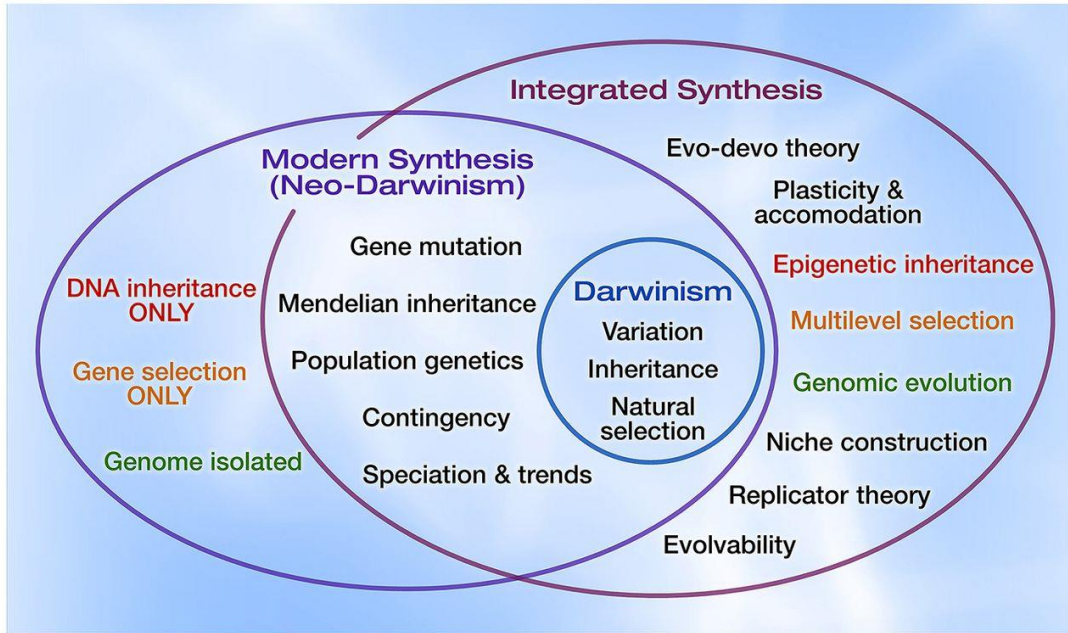 Integrated Synthesis
Modern Synthesis
(Neo-Darwinism)
Evo-devo theory
Plasticity &
accomodation
Gene mutation
Epigenetic inheritance
DNA inheritance
ONLY
Mendelian inheritance
Darwinism
Variation
Multilevel selection
Population genetics
Inheritance
Gene selection
ONLY
Genomic evolution
Contingency
Natural
selection
Niche construction
Genome isolated
Speciation & trends
Replicator theory
Evolvability